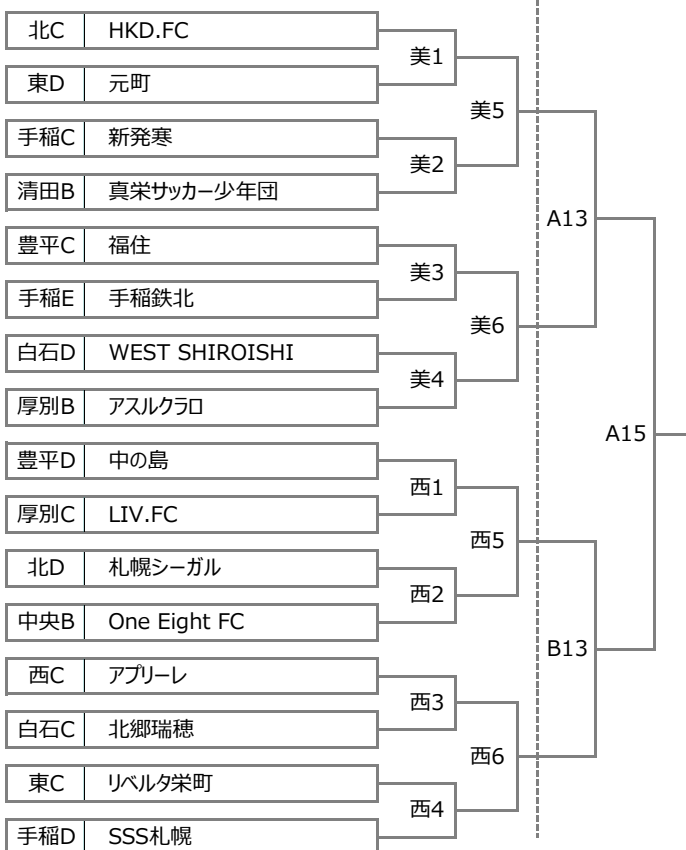 北C HKD.FC
美1
東D 元町
美5
手稲C 新発寒
美2
清田B 真栄サッカー少年団
A13
豊平C 福住
美3
手稲E 手稲鉄北
美6
白石D WEST SHIROISHI
美4
厚別B アスルクラロ
A15
豊平D 中の島
西1
厚別C LIV.FC
西5
北D 札幌シーガル
西2
中央B One Eight FC
B13
西C アプリーレ
西3
白石C 北郷瑞穂
西6
東C リベルタ栄町
西4
手稲D SSS札幌